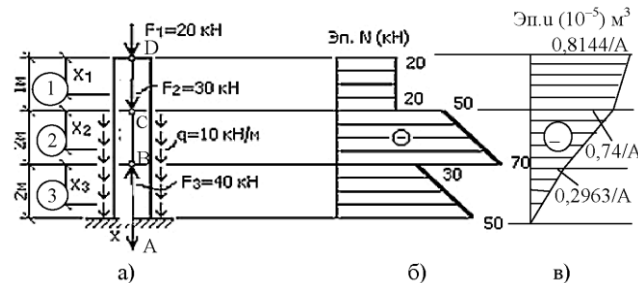 F₁=20 кН
Эп. N (кН)
Эп.u (10⁻⁵) м³
D
0,8144/А
1м
1
X₁
F₂=30 кН
20
20
50
C
2м
2
X₂
q=10 кН/м
−
−
0,74/А
B
70
30
0,2963/А
2м
3
X₃
F₃=40 кН
X
A
50
а)
б)
в)